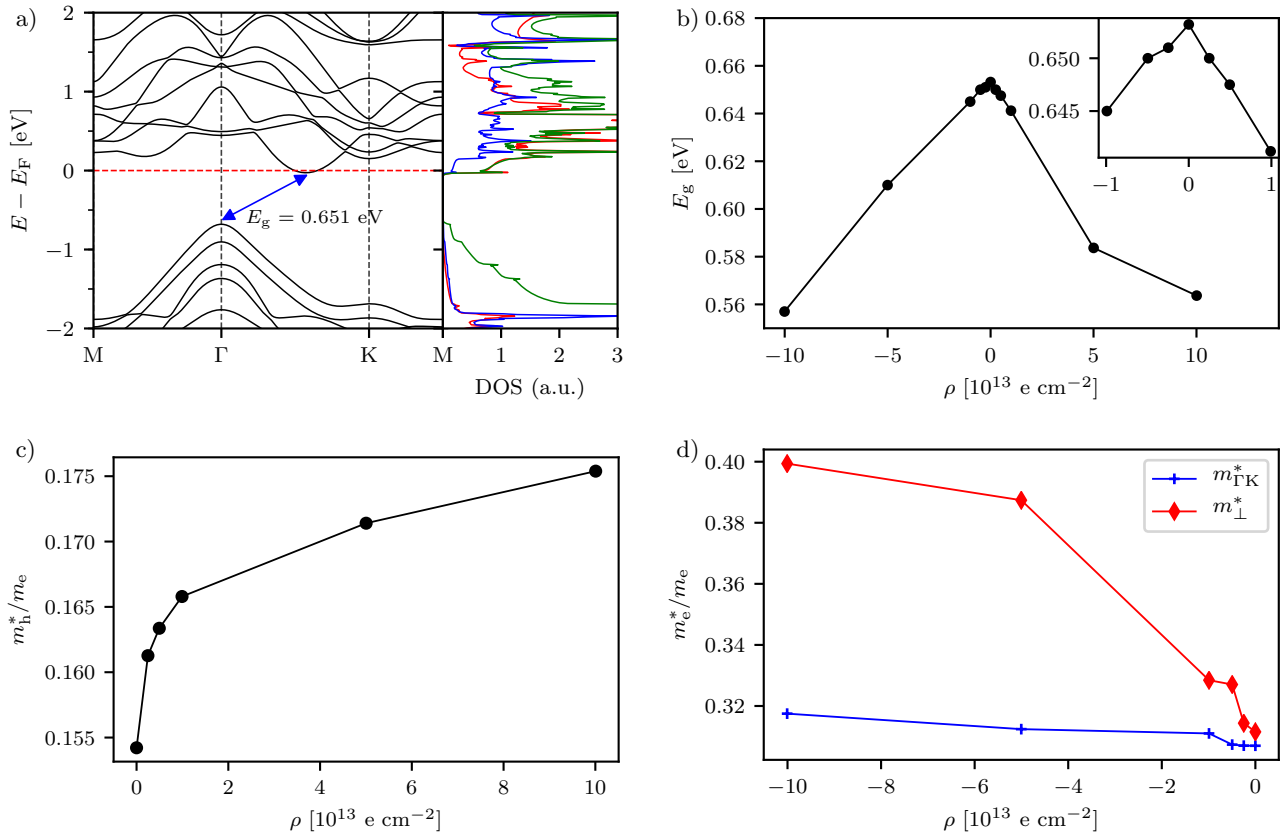 a)
E − E_F [eV]
2
1
0
−1
−2
E_g = 0.651 eV
M
Γ
K
M
1
2
3
DOS (a.u.)
b)
E_g [eV]
0.68
0.66
0.64
0.62
0.60
0.58
0.56
−10
−5
0
5
10
ρ [10^13 e cm^−2]
0.650
0.645
−1
0
1
c)
m*_h/m_e
0.175
0.170
0.165
0.160
0.155
0
2
4
6
8
10
ρ [10^13 e cm^−2]
d)
m*_e/m_e
0.40
0.38
0.36
0.34
0.32
m*_ΓK
m*_⊥
−10
−8
−6
−4
−2
0
ρ [10^13 e cm^−2]